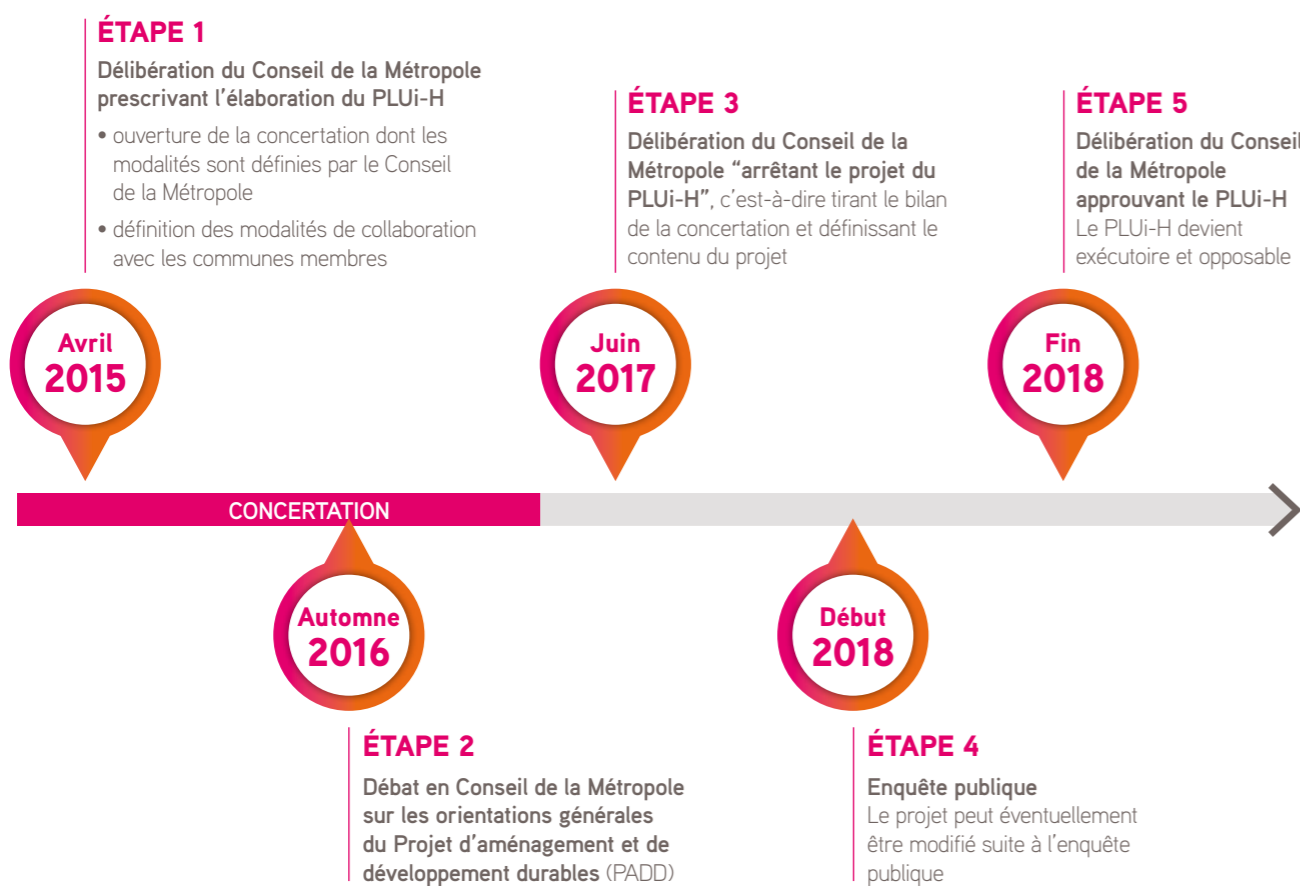 ÉTAPE 1
Délibération du Conseil de la Métropole
prescrivant l'élaboration du PLUi-H
• ouverture de la concertation dont les
modalités sont définies par le Conseil
de la Métropole
• définition des modalités de collaboration
avec les communes membres
ÉTAPE 3
Délibération du Conseil de la
Métropole “arrêtant le projet du
PLUi-H”, c'est-à-dire tirant le bilan
de la concertation et définissant le
contenu du projet
ÉTAPE 5
Délibération du Conseil
de la Métropole
approuvant le PLUi-H
Le PLUi-H devient
exécutoire et opposable
Avril
2015
Juin
2017
Fin
2018
CONCERTATION
Automne
2016
Début
2018
ÉTAPE 2
Débat en Conseil de la Métropole
sur les orientations générales
du Projet d'aménagement et de
développement durables (PADD)
ÉTAPE 4
Enquête publique
Le projet peut éventuellement
être modifié suite à l'enquête
publique